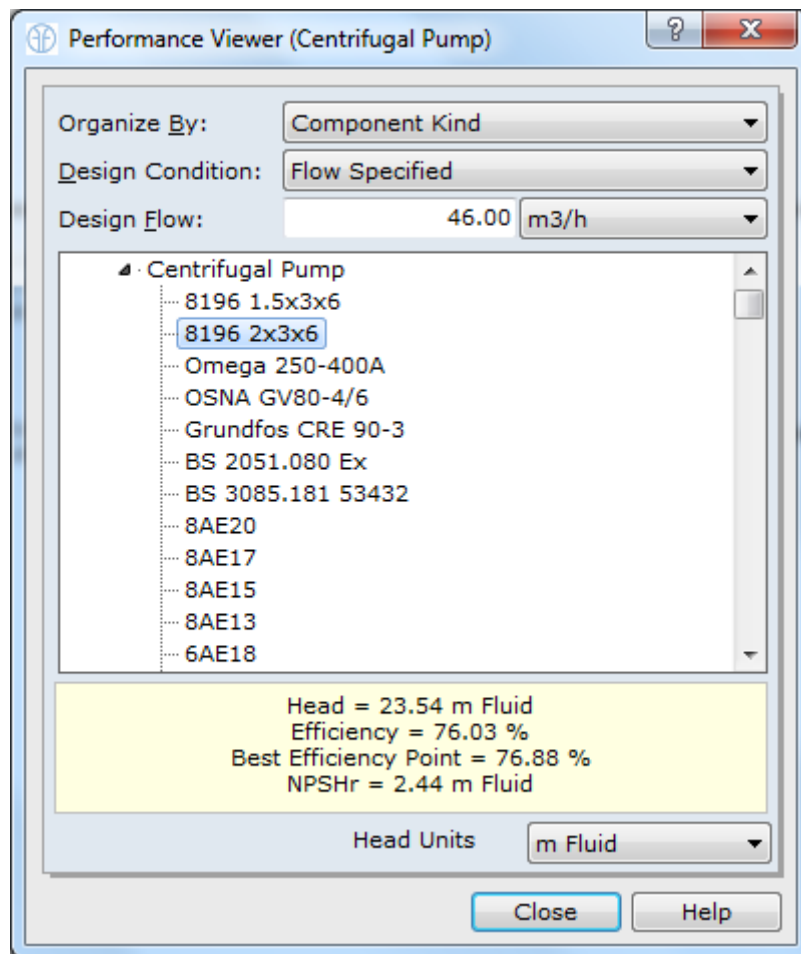 Performance Viewer (Centrifugal Pump)
Organize By: Component Kind
Design Condition: Flow Specified
Design Flow: 46.00 m3/h
Centrifugal Pump
8196 1.5x3x6
8196 2x3x6
Omega 250-400A
OSNA GV80-4/6
Grundfos CRE 90-3
BS 2051.080 Ex
BS 3085.181 53432
8AE20
8AE17
8AE15
8AE13
6AE18
Head = 23.54 m Fluid
Efficiency = 76.03 %
Best Efficiency Point = 76.88 %
NPSHr = 2.44 m Fluid
Head Units m Fluid
Close Help